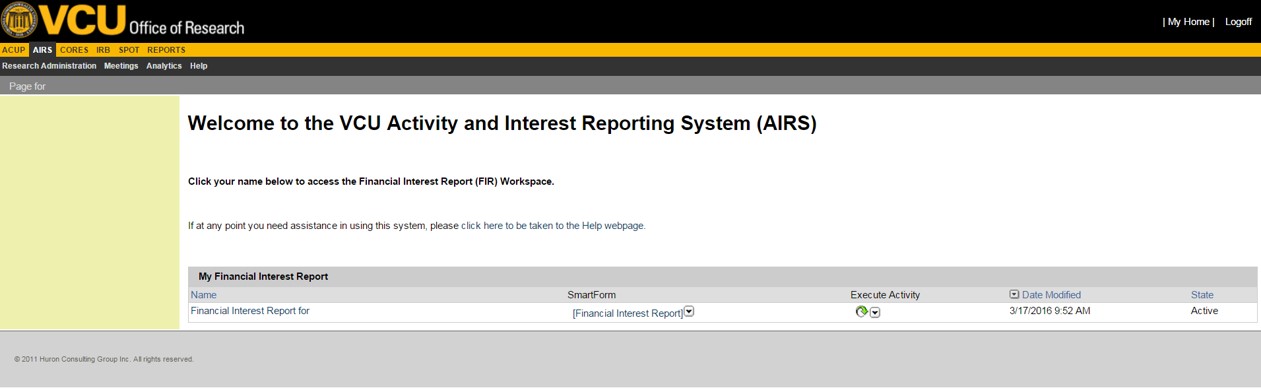 VCU Office of Research
| My Home | Logoff
ACUP AIRS CORES IRB SPOT REPORTS
Research Administration Meetings Analytics Help
Page for
Welcome to the VCU Activity and Interest Reporting System (AIRS)
Click your name below to access the Financial Interest Report (FIR) Workspace.
If at any point you need assistance in using this system, please click here to be taken to the Help webpage.
My Financial Interest Report
Name SmartForm Execute Activity Date Modified State
Financial Interest Report for [Financial Interest Report] 3/17/2016 9:52 AM Active
© 2011 Huron Consulting Group Inc. All rights reserved.